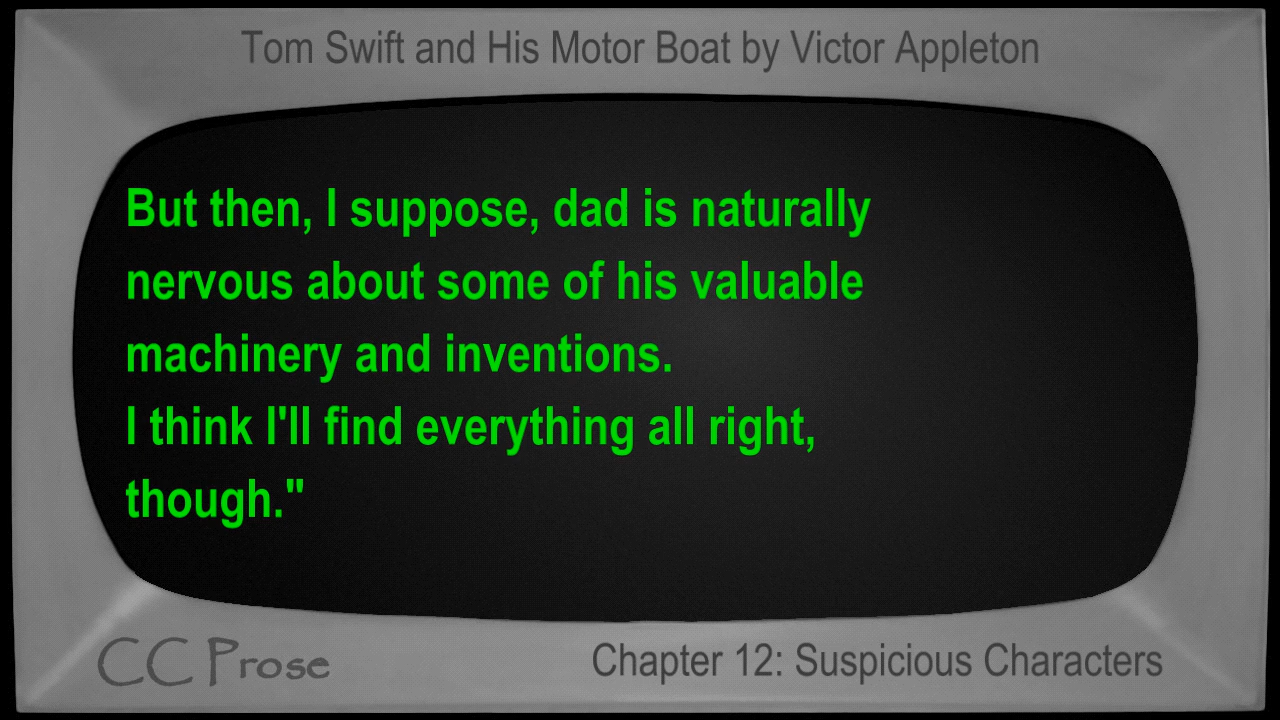 Tom Swift and His Motor Boat by Victor Appleton
But then, I suppose, dad is naturally
nervous about some of his valuable
machinery and inventions.
I think I'll find everything all right,
though."
CC Prose
Chapter 12: Suspicious Characters